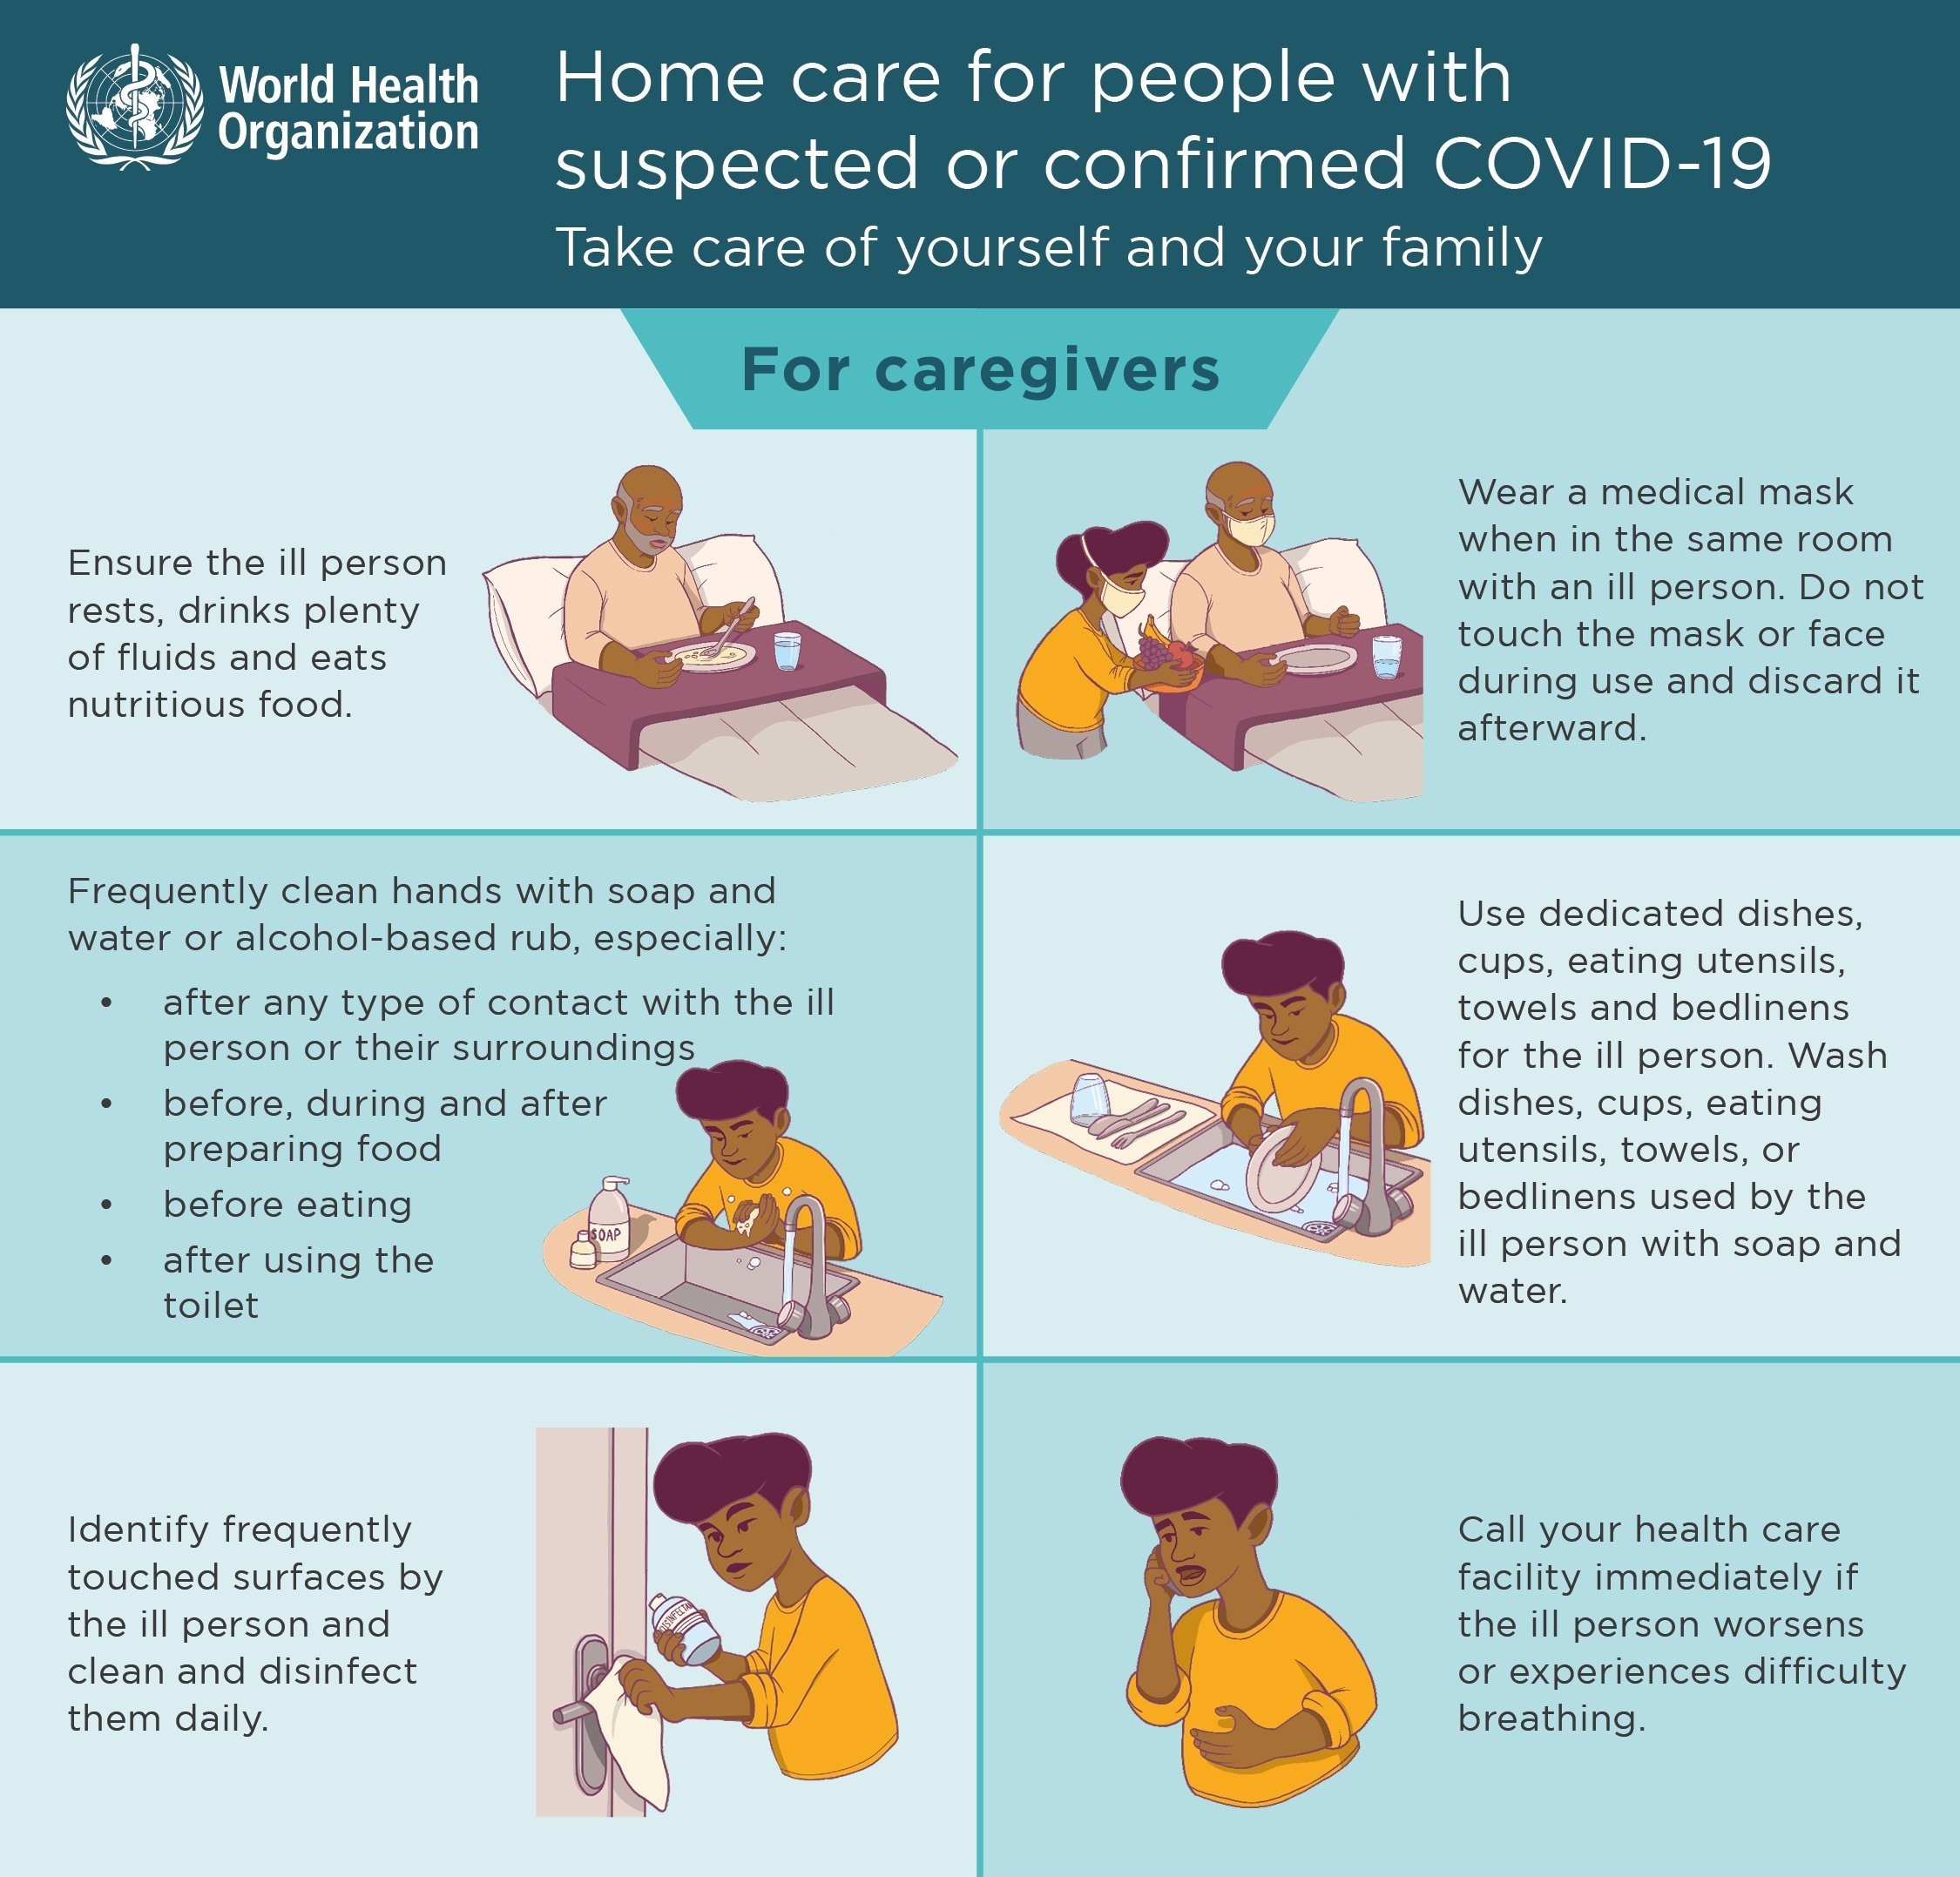 World Health
Organization
Home care for people with
suspected or confirmed COVID-19
Take care of yourself and your family
For caregivers
Ensure the ill person
rests, drinks plenty
of fluids and eats
nutritious food.
Wear a medical mask
when in the same room
with an ill person. Do not
touch the mask or face
during use and discard it
afterward.
Frequently clean hands with soap and
water or alcohol-based rub, especially:
• after any type of contact with the ill
person or their surroundings
• before, during and after
preparing food
• before eating
• after using the
toilet
SOAP
Use dedicated dishes,
cups, eating utensils,
towels and bedlinens
for the ill person. Wash
dishes, cups, eating
utensils, towels, or
bedlinens used by the
ill person with soap and
water.
Identify frequently
touched surfaces by
the ill person and
clean and disinfect
them daily.
Call your health care
facility immediately if
the ill person worsens
or experiences difficulty
breathing.